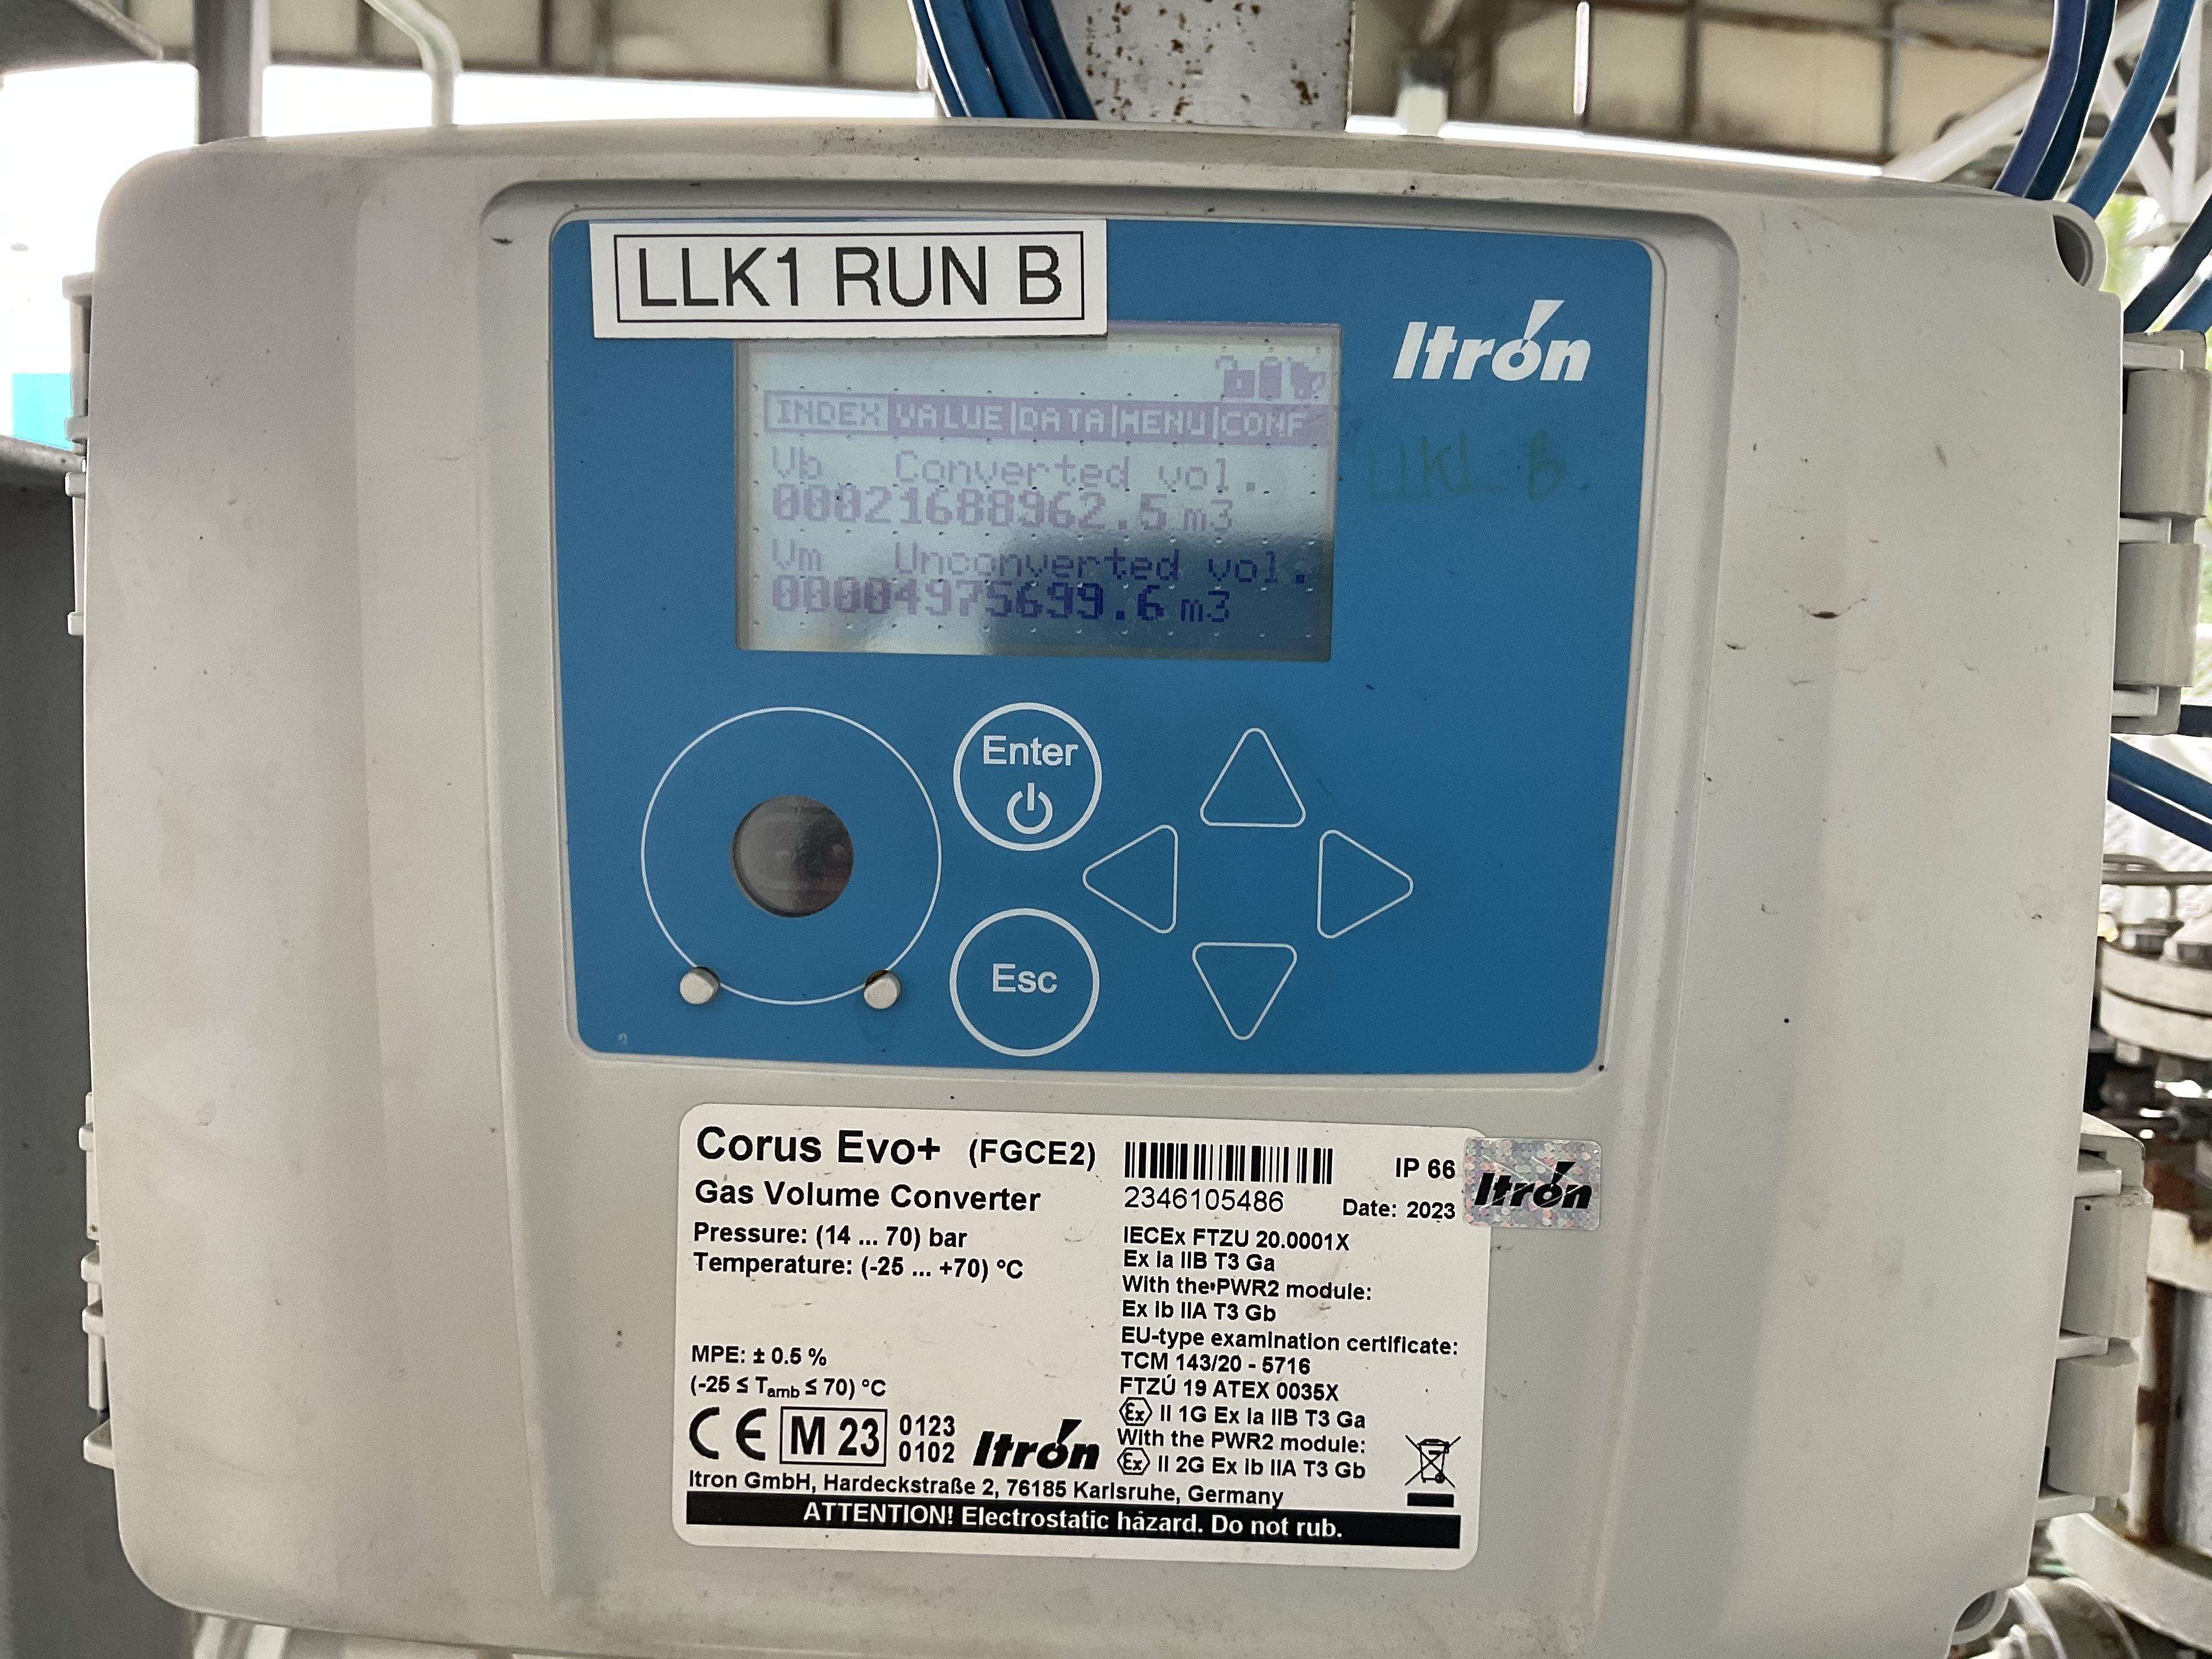 LLK1 RUN B
Itrón
INDEX VALUE|DATA|MENU|CONF
LLK1-B
Vb Converted vol.
00021688962.5 m3
Vm Unconverted vol.
00004975699.6 m3
Enter
Esc
Corus Evo+ (FGCE2)
Gas Volume Converter
Pressure: (14 ... 70) bar
Temperature: (-25 ... +70) °C
MPE: ± 0.5 %
(-25 ≤ Tamb ≤ 70) °C
CE M 23 0123
0102 Itrón
2346105486
IP 66
Date: 2023
Itrón
IECEx FTZU 20.0001X
Ex ia IIB T3 Ga
With the PWR2 module:
Ex ib IIA T3 Gb
EU-type examination certificate:
TCM 143/20 - 5716
FTZÚ 19 ATEX 0035X
Ex II 1G Ex ia IIB T3 Ga
With the PWR2 module:
Ex II 2G Ex ib IIA T3 Gb
Itron GmbH, Hardeckstraße 2, 76185 Karlsruhe, Germany
ATTENTION! Electrostatic hazard. Do not rub.